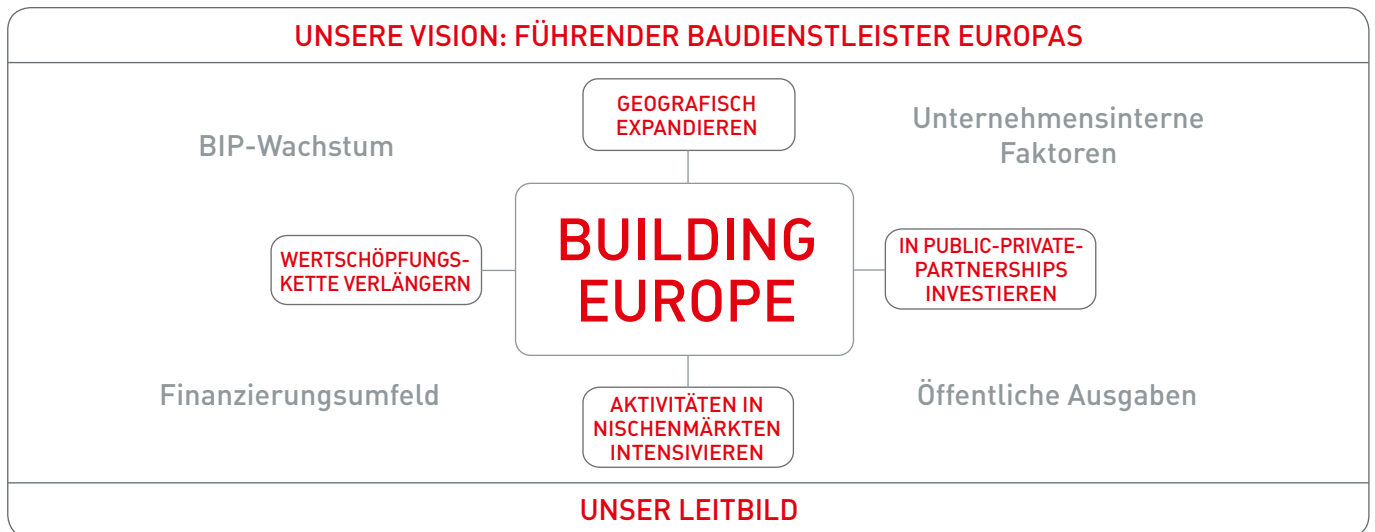 UNSERE VISION: FÜHRENDER BAUDIENSTLEISTER EUROPAS
GEOGRAFISCH
EXPANDIEREN
BIP-Wachstum
Unternehmensinterne
Faktoren
WERTSCHÖPFUNGS-
KETTE VERLÄNGERN
BUILDING
EUROPE
IN PUBLIC-PRIVATE-
PARTNERSHIPS
INVESTIEREN
Finanzierungsumfeld
AKTIVITÄTEN IN
NISCHENMÄRKTEN
INTENSIVIEREN
Öffentliche Ausgaben
UNSER LEITBILD